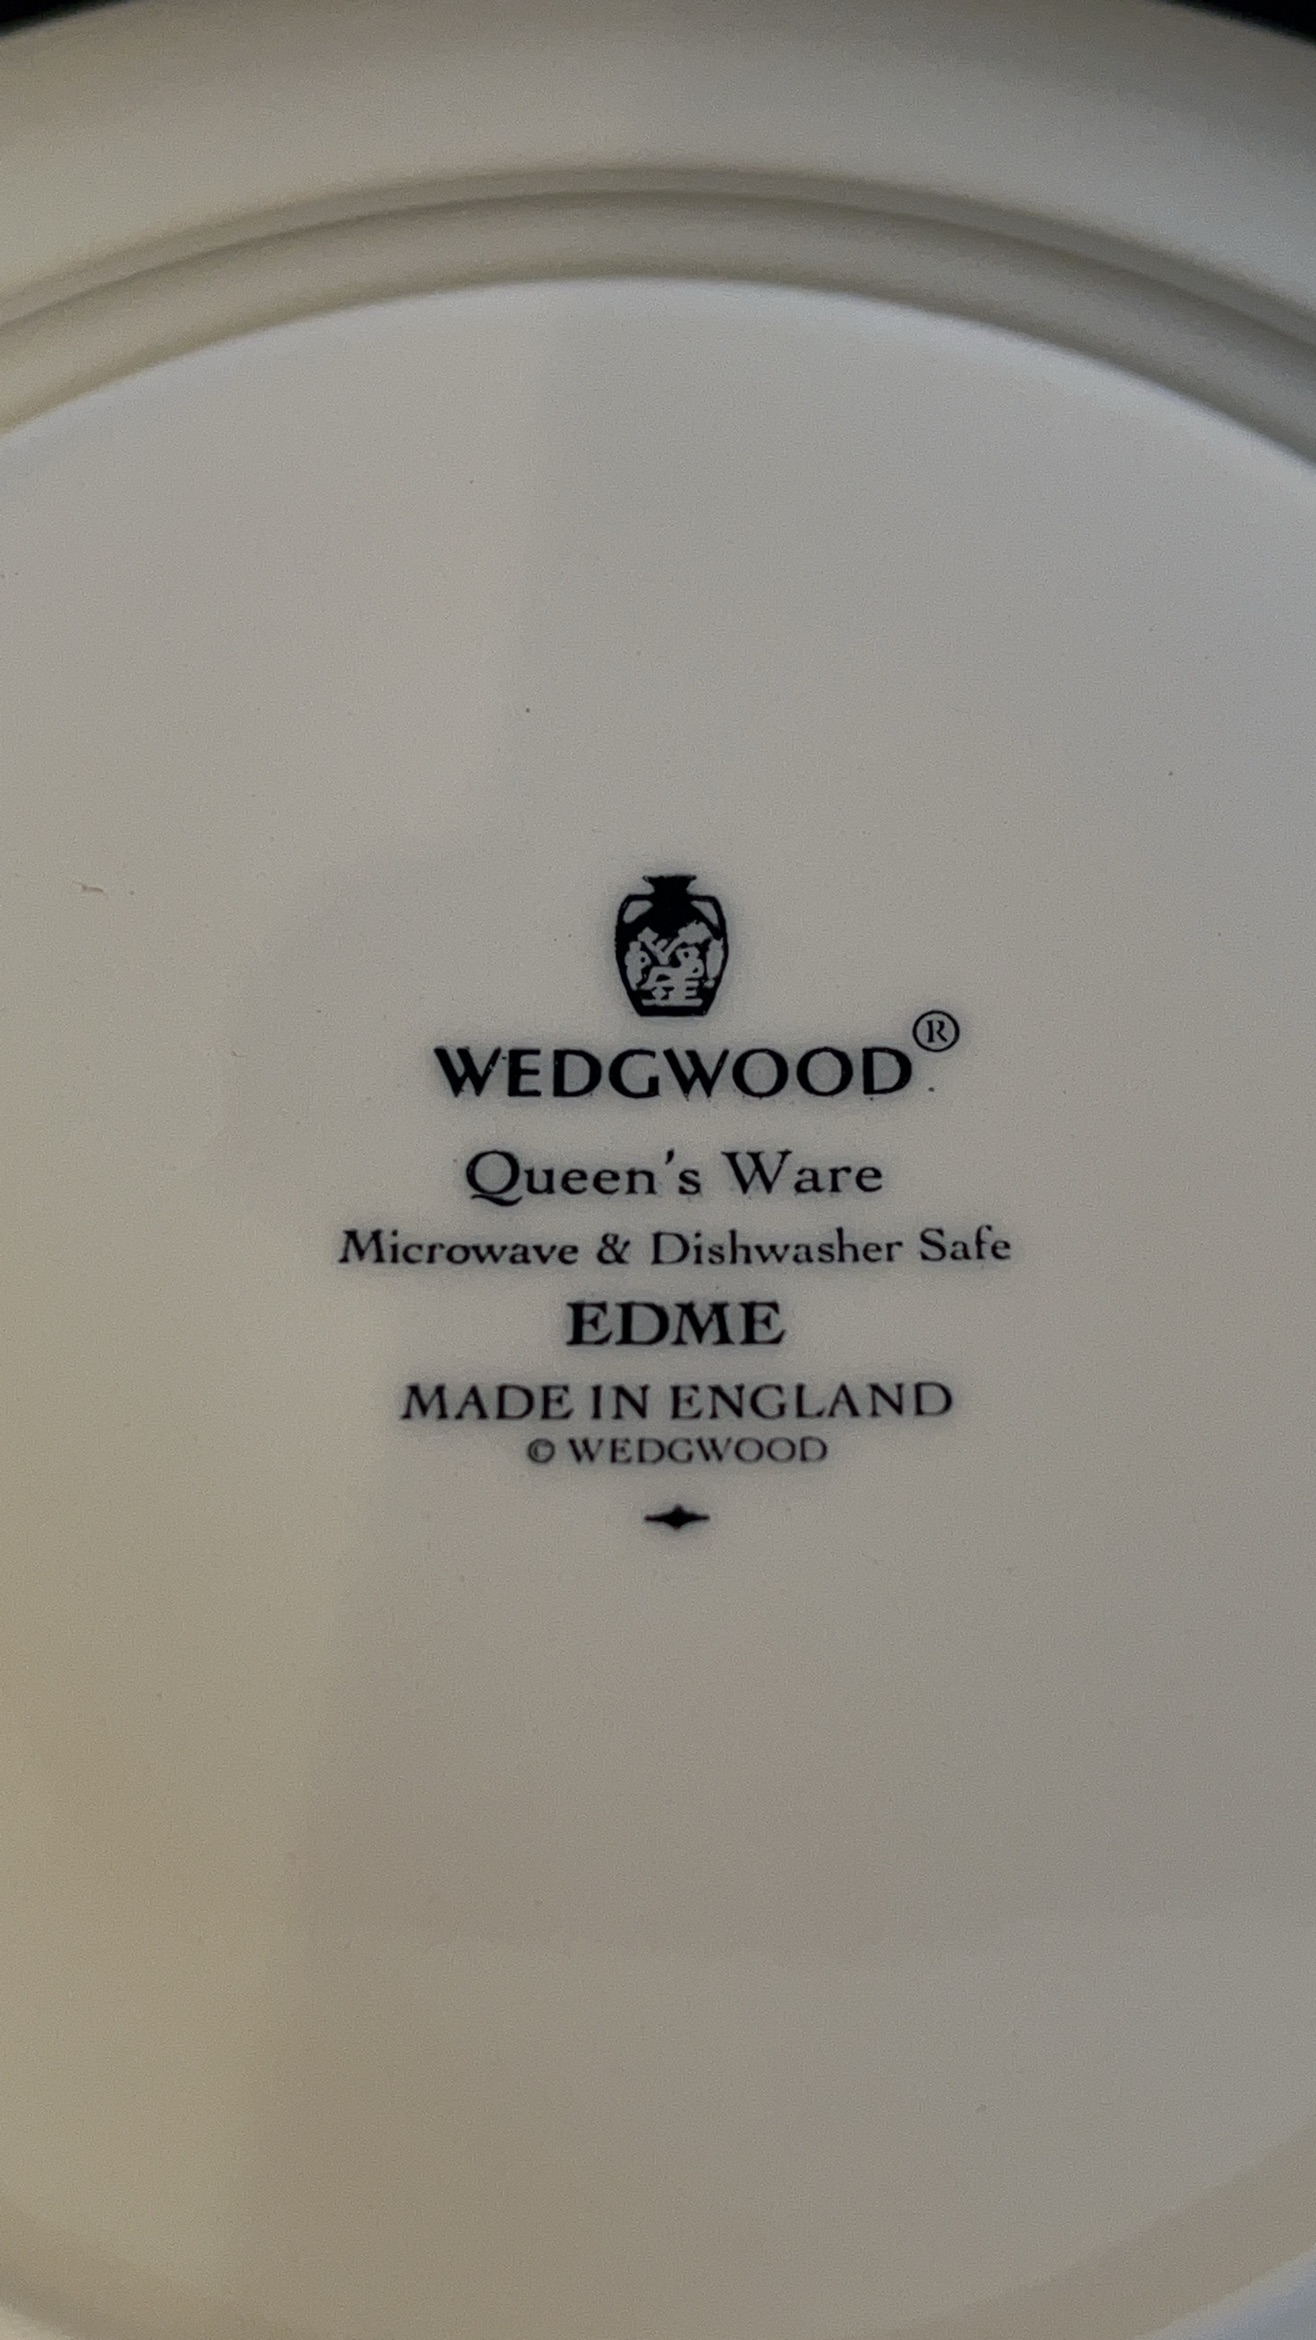 WEDGWOOD®
Queen's Ware
Microwave & Dishwasher Safe
EDME
MADE IN ENGLAND
© WEDGWOOD